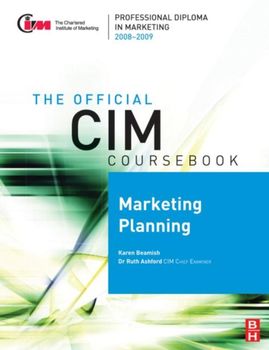 CIM
The Chartered
Institute of Marketing
PROFESSIONAL DIPLOMA
IN MARKETING
2008–2009
THE OFFICIAL
CIM
COURSEBOOK
Marketing
Planning
Karen Beamish
Dr Ruth Ashford CIM CHIEF EXAMINER
B H